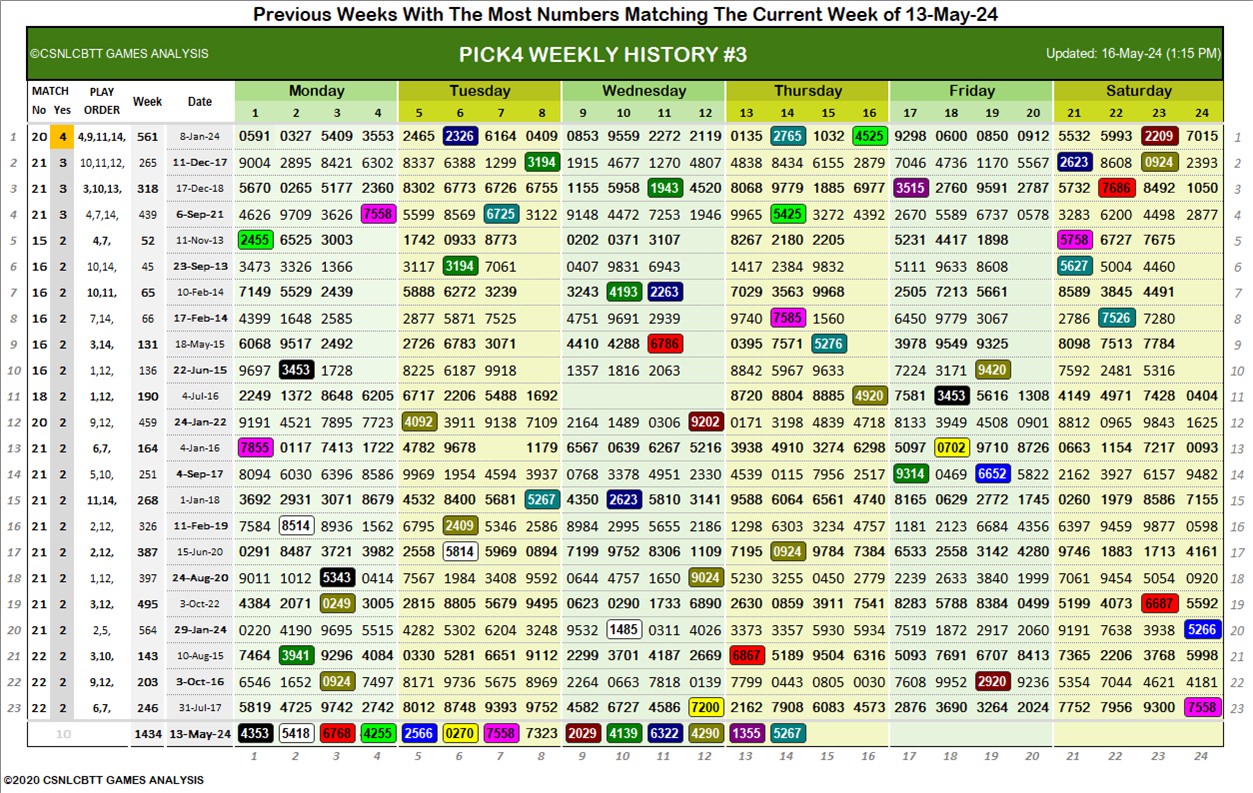 Previous Weeks With The Most Numbers Matching The Current Week of 13-May-24
©CSNLCBTT GAMES ANALYSIS PICK4 WEEKLY HISTORY #3 Updated: 16-May-24 (1:15 PM)
MATCH PLAY Week Date Monday Tuesday Wednesday Thursday Friday Saturday
No Yes ORDER 1 2 3 4 5 6 7 8 9 10 11 12 13 14 15 16 17 18 19 20 21 22 23 24
1 20 4 4,9,11,14, 561 8-Jan-24 0591 0327 5409 3553 2465 2326 6164 0409 0853 9559 2272 2119 0135 2765 1032 4525 9298 0600 0850 0912 5532 5993 2209 7015 1
2 21 3 10,11,12, 265 11-Dec-17 9004 2895 8421 6302 8337 6388 1299 3194 1915 4677 1270 4807 4838 8434 6155 2879 7046 4736 1170 5567 2623 8608 0924 2393 2
3 21 3 3,10,13, 318 17-Dec-18 5670 0265 5177 2360 8302 6773 6726 6755 1155 5958 1943 4520 8068 9779 1885 6977 3515 2760 9591 2787 5732 7686 8492 1050 3
4 21 3 4,7,14, 439 6-Sep-21 4626 9709 3626 7558 5599 8569 6725 3122 9148 4472 7253 1946 9965 5425 3272 4392 2670 5589 6737 0578 3283 6200 4498 2877 4
5 15 2 4,7, 52 11-Nov-13 2455 6525 3003 1742 0933 8773 0202 0371 3107 8267 2180 2205 5231 4417 1898 5758 6727 7675 5
6 16 2 10,14, 45 23-Sep-13 3473 3326 1366 3117 3194 7061 0407 9831 6943 1417 2384 9832 5111 9633 8608 5627 5004 4460 6
7 16 2 10,11, 65 10-Feb-14 7149 5529 2439 5888 6272 3239 3243 4193 2263 7029 3563 9968 2505 7213 5661 8589 3845 4491 7
8 16 2 7,14, 66 17-Feb-14 4399 1648 2585 2877 5871 7525 4751 9691 2939 9740 7585 1560 6450 9779 3067 2786 7526 7280 8
9 16 2 3,14, 131 18-May-15 6068 9517 2492 2726 6783 3071 4410 4288 6786 0395 7571 5276 3978 9549 9325 8098 7513 7784 9
10 16 2 1,12, 136 22-Jun-15 9697 3453 1728 8225 6187 9918 1357 1816 2063 8842 5967 9633 7224 3171 9420 7592 2481 5316 10
11 18 2 1,12, 190 4-Jul-16 2249 1372 8648 6205 6717 2206 5488 1692 8720 8804 8885 4920 7581 3453 5616 1308 4149 4971 7428 0404 11
12 20 2 9,12, 459 24-Jan-22 9191 4521 7895 7723 4092 3911 9138 7109 2164 1489 0306 9202 0171 3198 4839 4718 8133 3949 4508 0901 8812 0965 9843 1625 12
13 21 2 6,7, 164 4-Jan-16 7855 0117 7413 1722 4782 9678 1179 6567 0639 6261 5216 3938 4910 3274 6298 5097 0702 9710 8726 0663 1154 7217 0093 13
14 21 2 5,10, 251 4-Sep-17 8094 6030 6396 8586 9969 1954 4594 3937 0768 3378 4951 2330 4539 0115 7956 2517 9314 0469 6652 5822 2162 3927 6157 9482 14
15 21 2 11,14, 268 1-Jan-18 3692 2931 3071 8679 4532 8400 5681 5267 4350 2623 5810 3141 9588 6064 6561 4740 8165 0629 2772 1745 0260 1979 8586 7155 15
16 21 2 2,12, 326 11-Feb-19 7584 8514 8936 1562 6795 2409 5346 2586 8984 2995 5655 2186 1298 6303 3234 4757 1181 2123 6684 4356 6397 9459 9877 0598 16
17 21 2 2,12, 387 15-Jun-20 0291 8487 3721 3982 2558 5814 5969 0894 7199 9752 8306 1109 7195 0924 9784 7384 6533 2558 3142 4280 9746 1883 1713 4161 17
18 21 2 1,12, 397 24-Aug-20 9011 1012 5343 0414 7567 1984 3408 9592 0644 4757 1650 9024 5230 3255 0450 2779 2239 2633 3840 1999 7061 9454 5054 0920 18
19 21 2 3,12, 495 3-Oct-22 4384 2071 0249 3005 2815 5275 5679 9495 0623 0290 1733 6890 2630 0859 3911 7541 8283 5788 8384 0499 5199 4073 6687 5592 19
20 21 2 2,5, 564 29-Jan-24 0220 4190 9695 5515 4282 5302 0204 3248 9532 1485 0311 4026 3373 3357 5930 5934 7519 1872 2917 2060 9191 7638 3938 5266 20
21 22 2 3,10, 143 10-Aug-15 7464 3941 9296 4084 0330 5281 6651 9112 2299 3701 4187 2669 6867 5189 9504 6316 5093 7691 6707 8413 7365 2206 3768 5998 21
22 22 2 9,12, 203 3-Oct-16 6546 1652 0924 7497 8171 9736 5675 8969 2264 0663 7818 0139 7799 0443 0805 0030 7608 9952 2920 9236 5354 7044 4621 4181 22
23 22 2 6,7, 246 31-Jul-17 5819 4725 9742 2742 8012 8748 9393 9752 4582 6727 4586 7200 2162 7908 6083 4573 2876 3690 3264 2024 7752 7956 9300 7558 23
10 1434 13-May-24 4353 5418 6768 4255 2566 0270 7558 7323 2029 4139 6322 4290 1355 5267
1 2 3 4 5 6 7 8 9 10 11 12 13 14 15 16 17 18 19 20 21 22 23 24
©2020 CSNLCBTT GAMES ANALYSIS